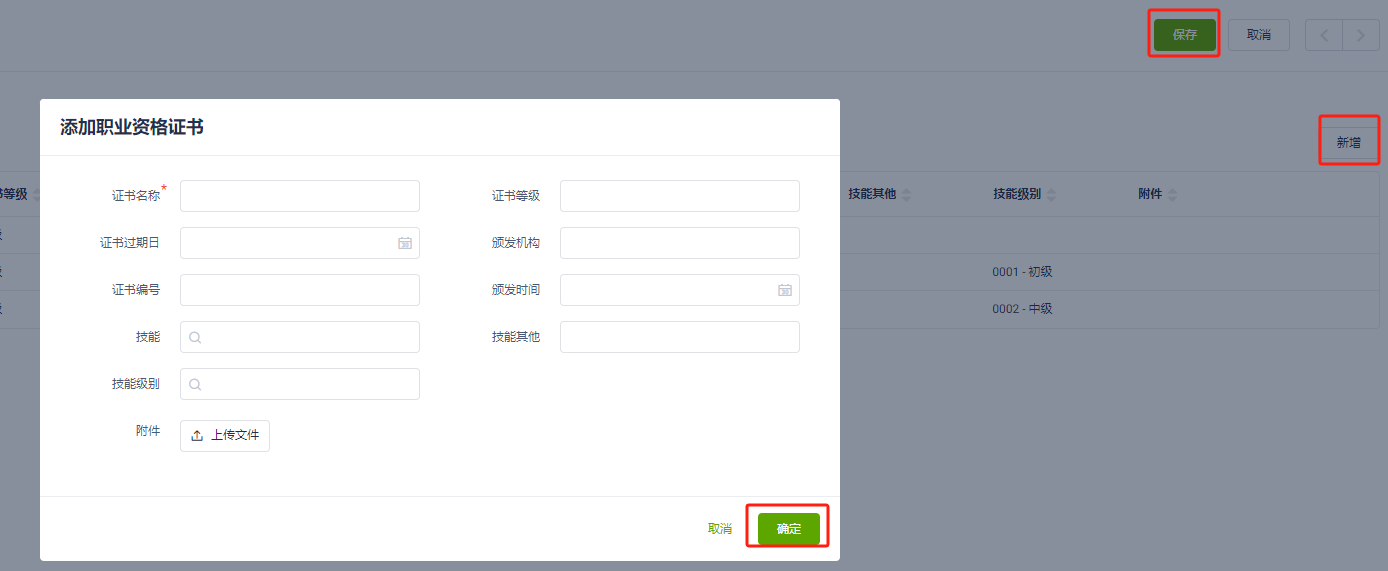 保存 取消
添加职业资格证书
新增
证书名称* 证书等级
书等级 技能其他 技能级别 附件
证书过期日 颁发机构
0001 - 初级
证书编号 颁发时间
0002 - 中级
技能 技能其他
技能级别
附件 上传文件
取消 确定